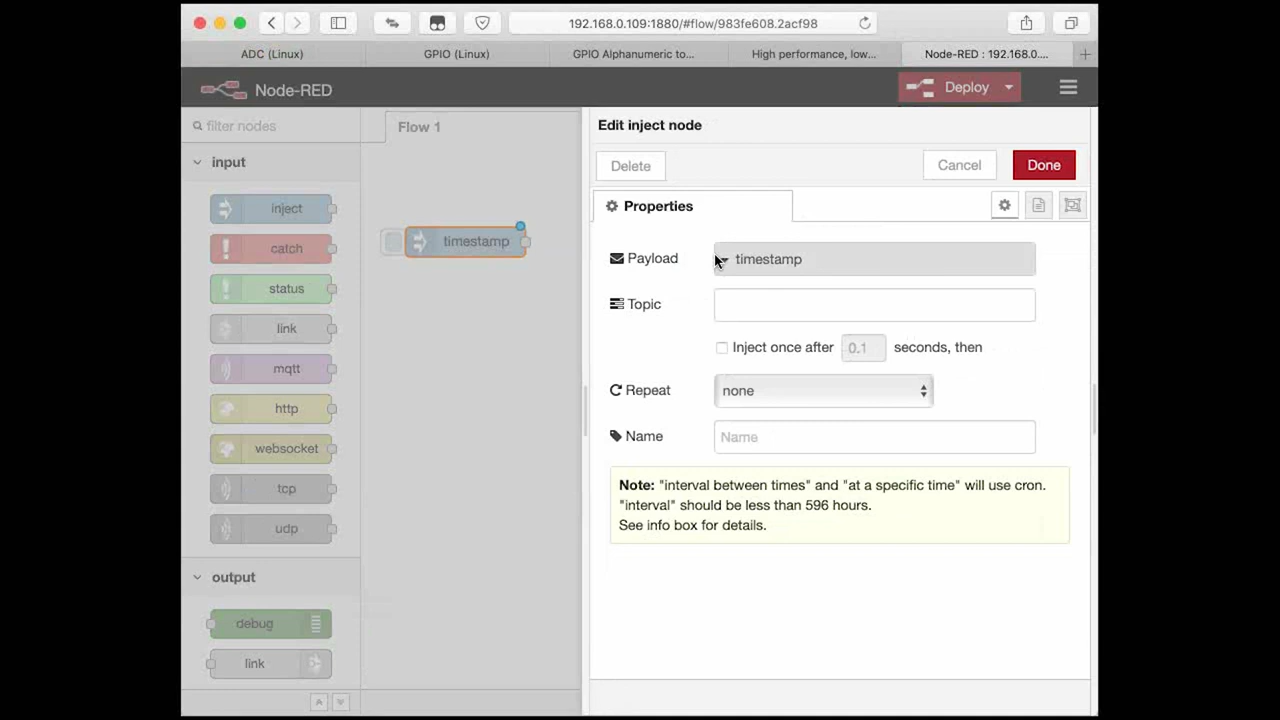 192.168.0.109:1880/#flow/983fe608.2acf98
ADC (Linux)
GPIO (Linux)
GPIO Alphanumeric to...
High performance, low...
Node-RED : 192.168.0....
Node-RED
Deploy
filter nodes
Flow 1
input
inject
catch
status
link
mqtt
http
websocket
tcp
udp
output
debug
link
timestamp
Edit inject node
Delete
Cancel
Done
Properties
Payload
timestamp
Topic
Inject once after 0.1 seconds, then
Repeat
none
Name
Name
Note: "interval between times" and "at a specific time" will use cron.
"interval" should be less than 596 hours.
See info box for details.